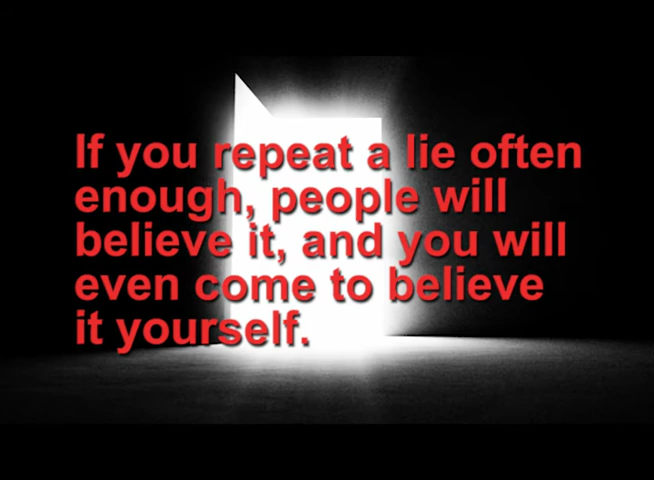 If you repeat a lie often
enough, people will
believe it, and you will
even come to believe
it yourself.